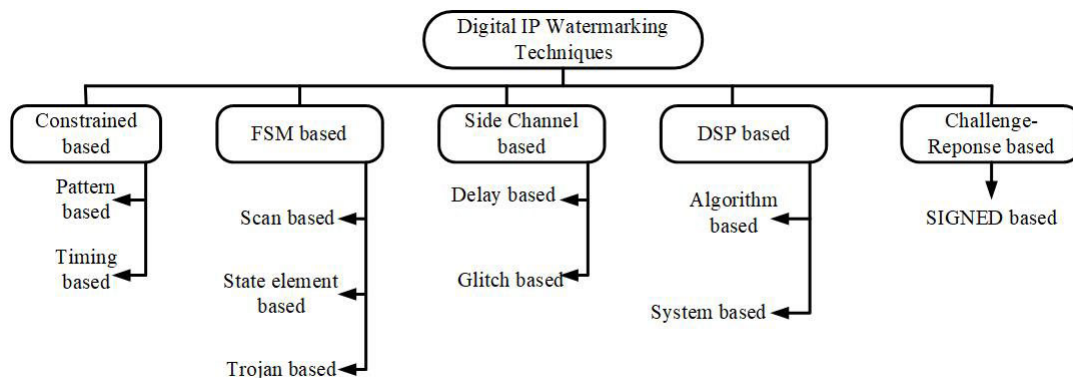 Digital IP Watermarking
Techniques
Constrained
based
FSM based
Side Channel
based
DSP based
Challenge-
Reponse based
Pattern
based
Timing
based
Scan based
State element
based
Trojan based
Delay based
Glitch based
Algorithm
based
System based
SIGNED based